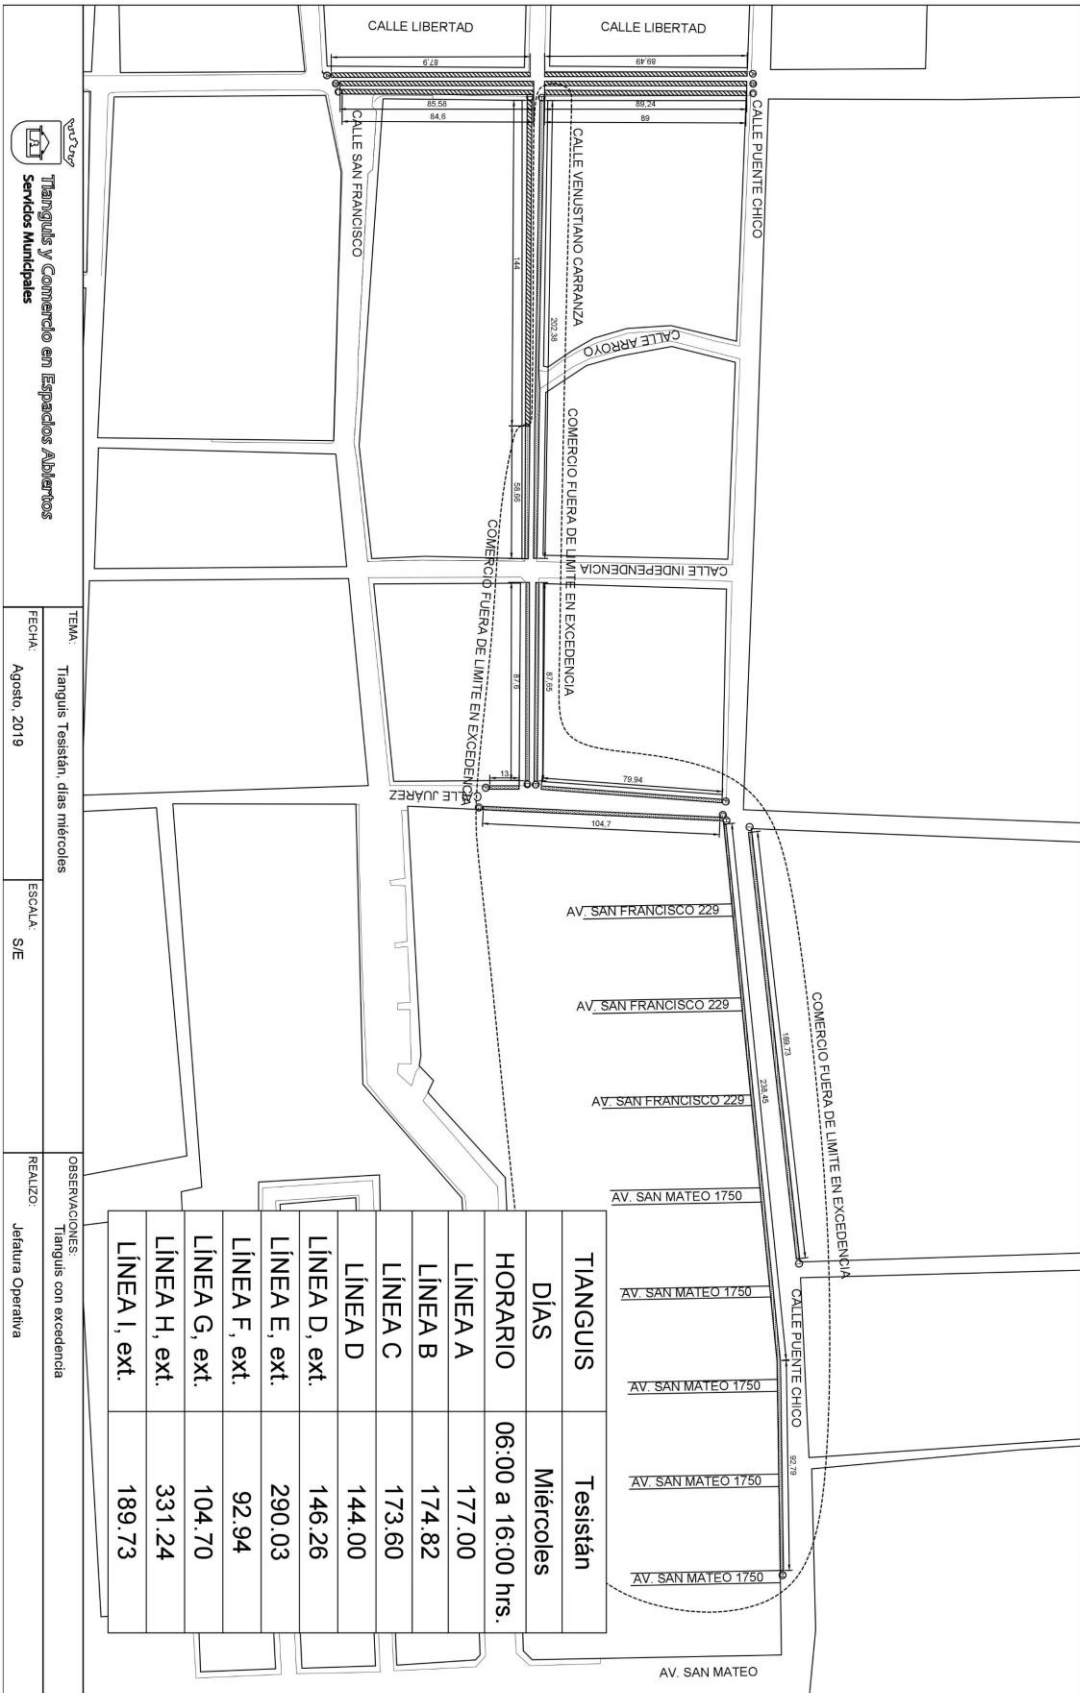 CALLE LIBERTAD
CALLE LIBERTAD
87,9
89,49
85,58
84,6
89,24
89
CALLE SAN FRANCISCO
CALLE VENUSTIANO CARRANZA
CALLE PUENTE CHICO
144
202,38
CALLE ARROYO
COMERCIO FUERA DE LIMITE EN EXCEDENCIA
58,66
COMERCIO FUERA DE LIMITE EN EXCEDENCIA
CALLE INDEPENDENCIA
87,6
87,65
13
79,94
CALLE JUÁREZ
104,7
AV. SAN FRANCISCO 229
AV. SAN FRANCISCO 229
AV. SAN FRANCISCO 229
189,73
238,45
COMERCIO FUERA DE LIMITE EN EXCEDENCIA
AV. SAN MATEO 1750
AV. SAN MATEO 1750
AV. SAN MATEO 1750
AV. SAN MATEO 1750
AV. SAN MATEO 1750
CALLE PUENTE CHICO
92,79
AV. SAN MATEO
TIANGUIS Tesistán
DÍAS Miércoles
HORARIO 06:00 a 16:00 hrs.
LÍNEA A 177.00
LÍNEA B 174.82
LÍNEA C 173.60
LÍNEA D 144.00
LÍNEA D, ext. 146.26
LÍNEA E, ext. 290.03
LÍNEA F, ext. 92.94
LÍNEA G, ext. 104.70
LÍNEA H, ext. 331.24
LÍNEA I, ext. 189.73
Tianguis y Comercio en Espacios Abiertos
Servicios Municipales
TEMA: Tianguis Tesistán, días miércoles
FECHA: Agosto, 2019
ESCALA: S/E
OBSERVACIONES: Tianguis con excedencia
REALIZO: Jefatura Operativa